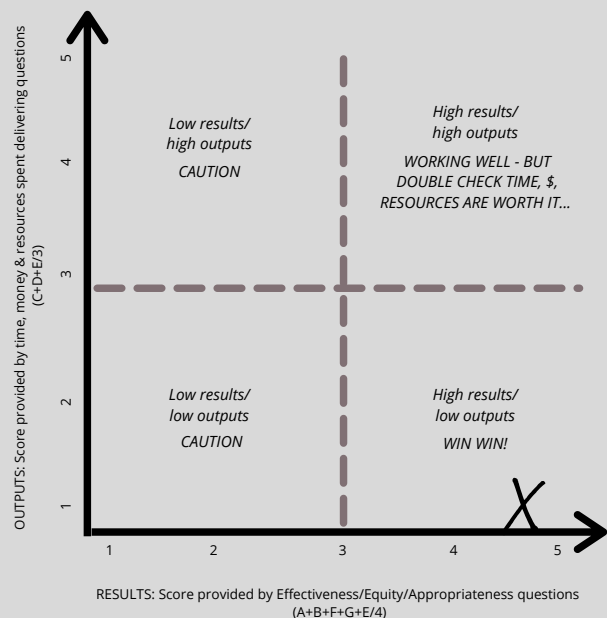 OUTPUTS: Score provided by time, money & resources spent delivering questions
(C+D+E/3)
5
4
3
2
1
Low results/
high outputs
CAUTION
High results/
high outputs
WORKING WELL - BUT
DOUBLE CHECK TIME, $,
RESOURCES ARE WORTH IT...
Low results/
low outputs
CAUTION
High results/
low outputs
WIN WIN!
X
1 2 3 4 5
RESULTS: Score provided by Effectiveness/Equity/Appropriateness questions
(A+B+F+G+E/4)